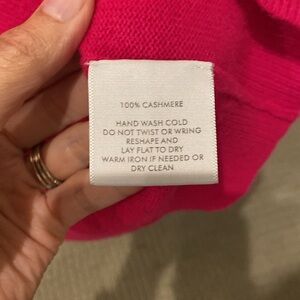 100% CASHMERE
HAND WASH COLD
DO NOT TWIST OR WRING
RESHAPE AND
LAY FLAT TO DRY
WARM IRON IF NEEDED OR
DRY CLEAN